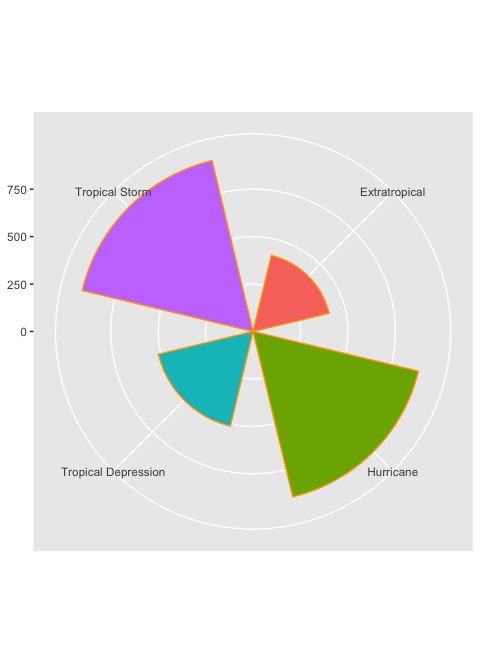 750
500
250
0
Tropical Storm
Extratropical
Tropical Depression
Hurricane